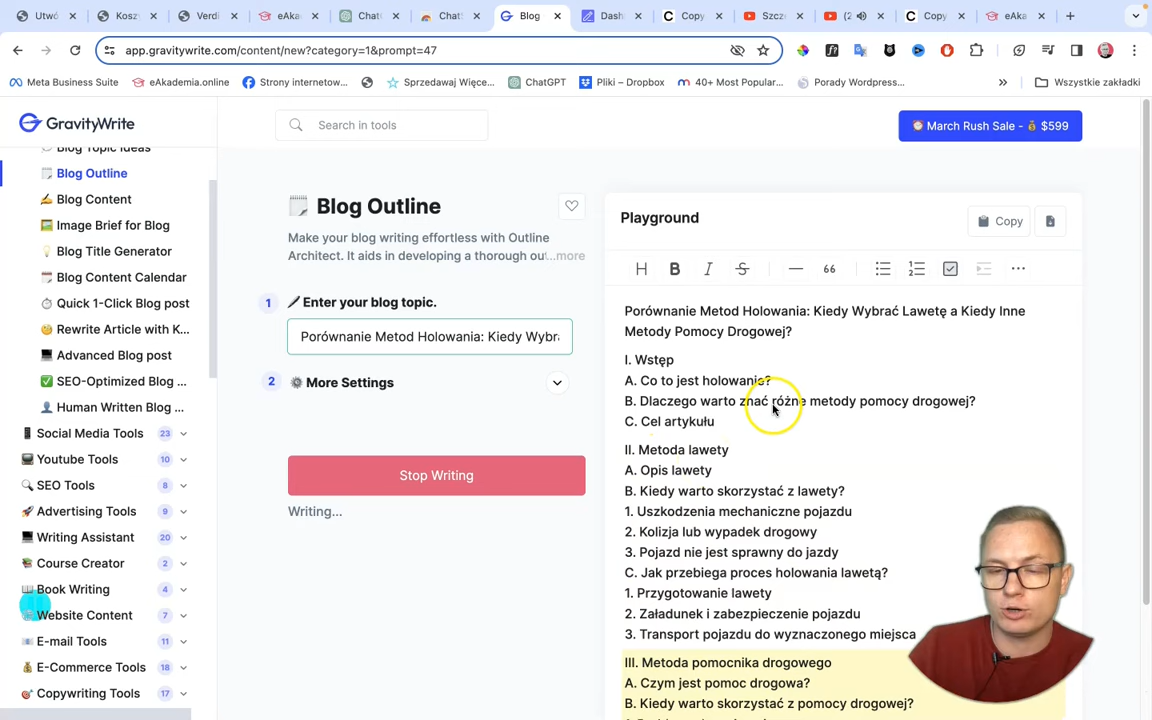 Utwó
Kosz
Verdi
eAka
ChatG
Chat
Blog
Dash
Copy
Szcze
(2
Copy
eAka
app.gravitywrite.com/content/new?category=1&prompt=47
Meta Business Suite
eAkademia.online
Strony internetow...
Sprzedawaj Więce...
ChatGPT
Pliki – Dropbox
40+ Most Popular...
Porady Wordpress...
»
Wszystkie zakładki
GravityWrite
Search in tools
March Rush Sale - $599
Blog Topic Ideas
Blog Outline
Blog Content
Image Brief for Blog
Blog Title Generator
Blog Content Calendar
Quick 1-Click Blog post
Rewrite Article with K...
Advanced Blog post
SEO-Optimized Blog ...
Human Written Blog ...
Social Media Tools 23
Youtube Tools 10
SEO Tools 8
Advertising Tools 9
Writing Assistant 20
Course Creator 2
Book Writing 4
Website Content 7
E-mail Tools 11
E-Commerce Tools 18
Copywriting Tools 17
Blog Outline
Make your blog writing effortless with Outline
Architect. It aids in developing a thorough ou...more
1 Enter your blog topic.
Porównanie Metod Holowania: Kiedy Wybr
2 More Settings
Stop Writing
Writing...
Playground
Copy
H B I S — 66
Porównanie Metod Holowania: Kiedy Wybrać Lawetę a Kiedy Inne
Metody Pomocy Drogowej?
I. Wstęp
A. Co to jest holowanie?
B. Dlaczego warto znać różne metody pomocy drogowej?
C. Cel artykułu
II. Metoda lawety
A. Opis lawety
B. Kiedy warto skorzystać z lawety?
1. Uszkodzenia mechaniczne pojazdu
2. Kolizja lub wypadek drogowy
3. Pojazd nie jest sprawny do jazdy
C. Jak przebiega proces holowania lawetą?
1. Przygotowanie lawety
2. Załadunek i zabezpieczenie pojazdu
3. Transport pojazdu do wyznaczonego miejsca
III. Metoda pomocnika drogowego
A. Czym jest pomoc drogowa?
B. Kiedy warto skorzystać z pomocy drogowej?